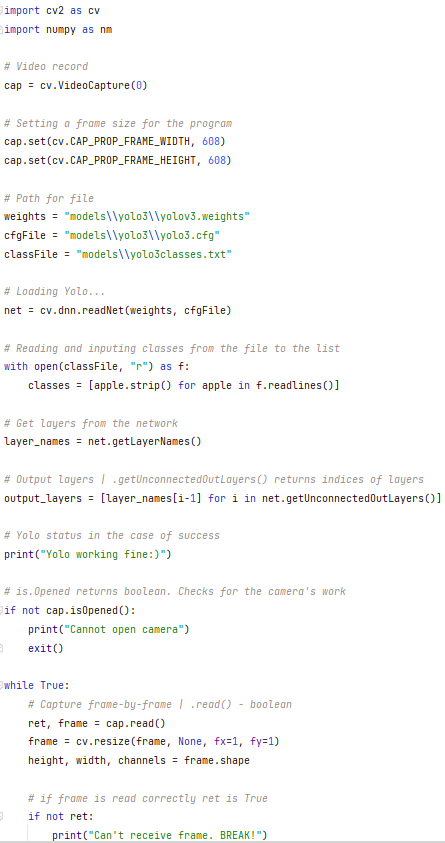 import cv2 as cv
import numpy as nm
# Video record
cap = cv.VideoCapture(0)
# Setting a frame size for the program
cap.set(cv.CAP_PROP_FRAME_WIDTH, 608)
cap.set(cv.CAP_PROP_FRAME_HEIGHT, 608)
# Path for file
weights = "models\\yolo3\\yolov3.weights"
cfgFile = "models\\yolo3\\yolo3.cfg"
classFile = "models\\yolo3classes.txt"
# Loading Yolo...
net = cv.dnn.readNet(weights, cfgFile)
# Reading and inputing classes from the file to the list
with open(classFile, "r") as f:
    classes = [apple.strip() for apple in f.readlines()]
# Get layers from the network
layer_names = net.getLayerNames()
# Output layers | .getUnconnectedOutLayers() returns indices of layers
output_layers = [layer_names[i-1] for i in net.getUnconnectedOutLayers()]
# Yolo status in the case of success
print("Yolo working fine:)")
# is.Opened returns boolean. Checks for the camera's work
if not cap.isOpened():
    print("Cannot open camera")
    exit()
while True:
    # Capture frame-by-frame | .read() - boolean
    ret, frame = cap.read()
    frame = cv.resize(frame, None, fx=1, fy=1)
    height, width, channels = frame.shape
    # if frame is read correctly ret is True
    if not ret:
        print("Can't receive frame. BREAK!")